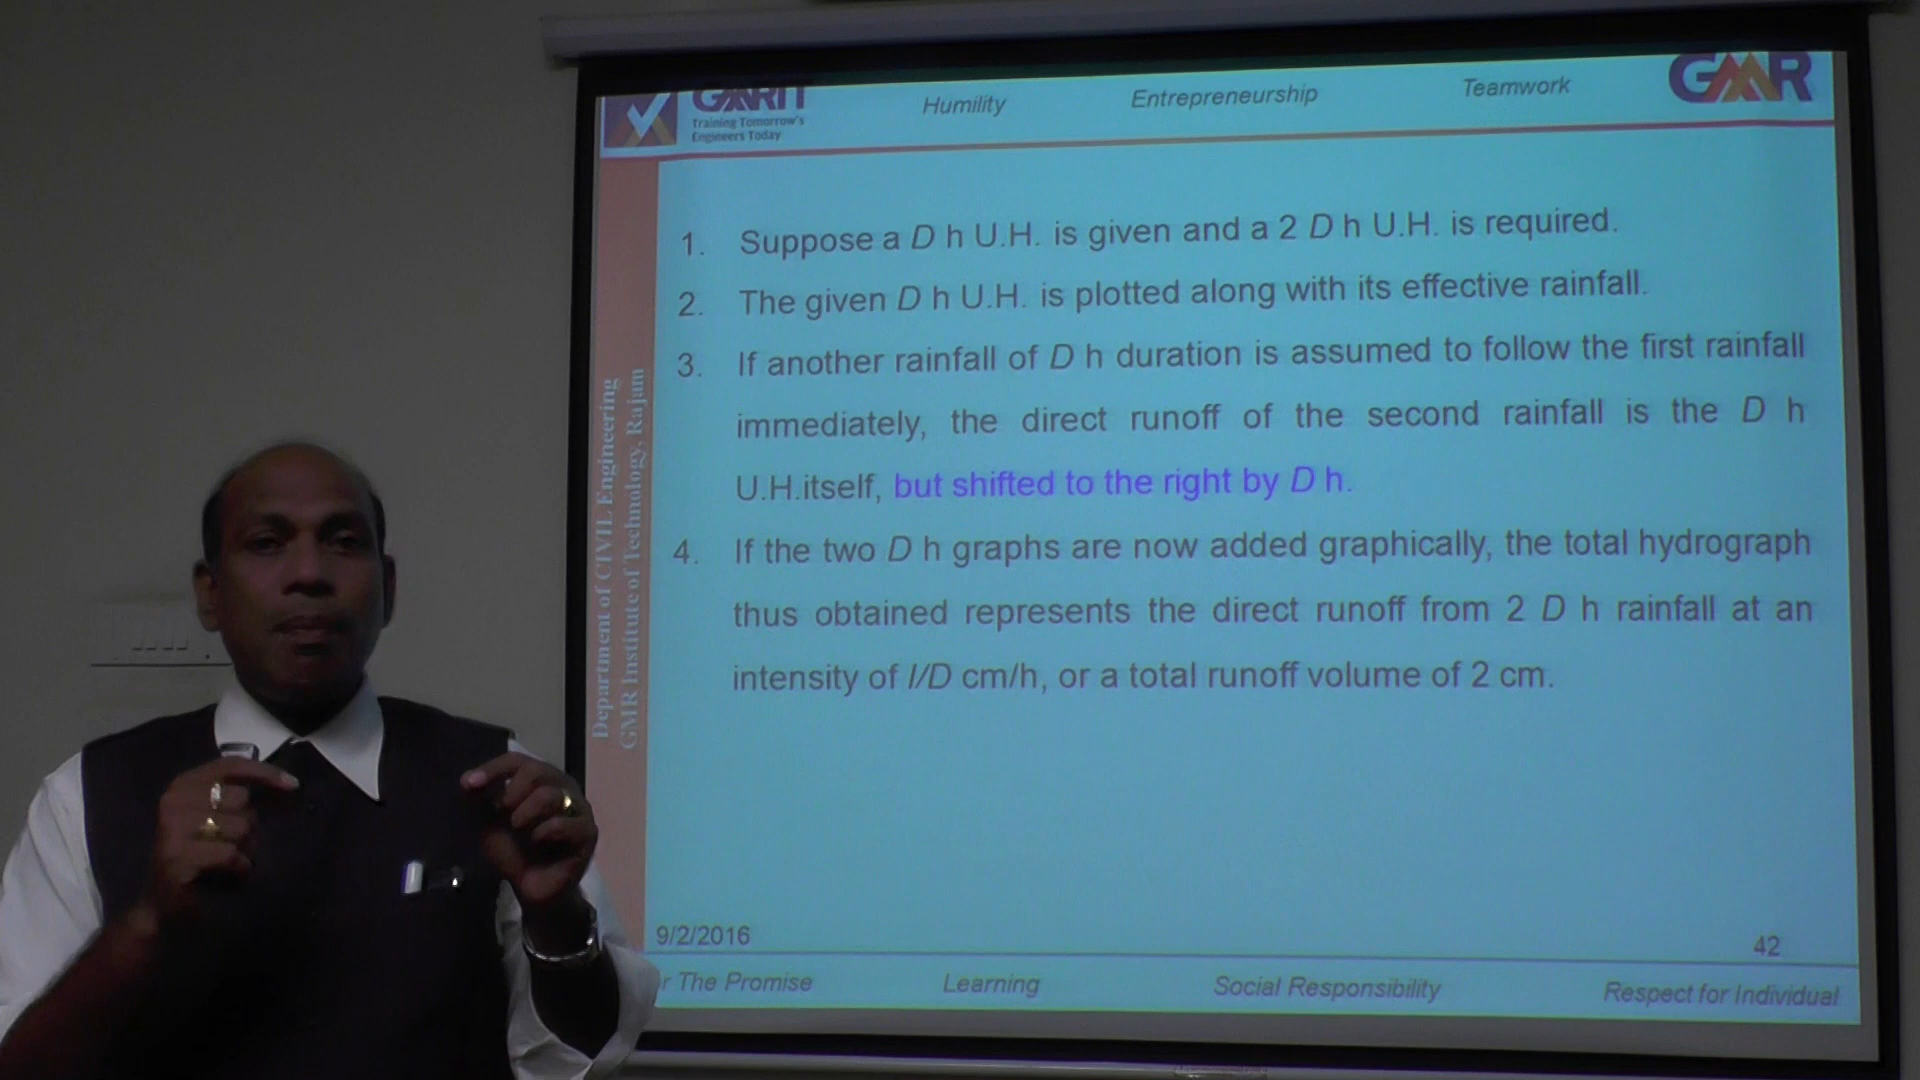 GMRIT
Training Tomorrow's
Engineers Today
Humility
Entrepreneurship
Teamwork
GMR
Department of CIVIL Engineering
GMR Institute of Technology, Rajam
1. Suppose a D h U.H. is given and a 2 D h U.H. is required.
2. The given D h U.H. is plotted along with its effective rainfall.
3. If another rainfall of D h duration is assumed to follow the first rainfall
immediately, the direct runoff of the second rainfall is the D h
U.H.itself, but shifted to the right by D h.
4. If the two D h graphs are now added graphically, the total hydrograph
thus obtained represents the direct runoff from 2 D h rainfall at an
intensity of I/D cm/h, or a total runoff volume of 2 cm.
9/2/2016
42
r The Promise
Learning
Social Responsibility
Respect for Individual